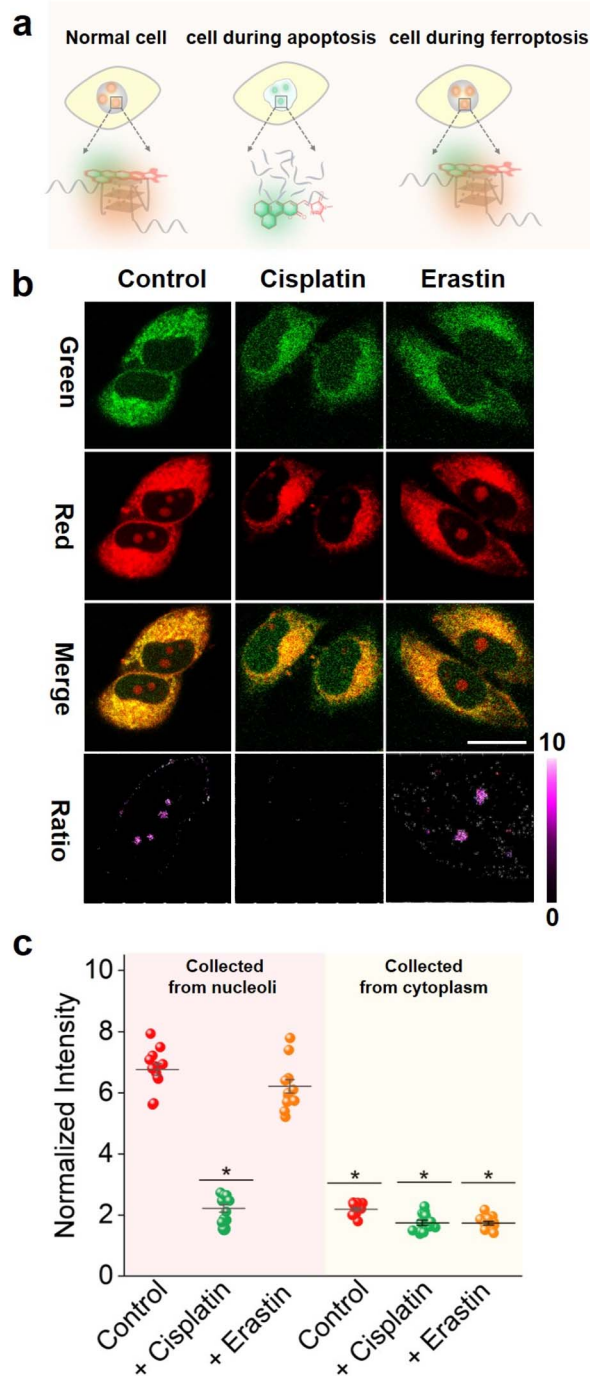 a
Normal cell
cell during apoptosis
cell during ferroptosis
b
Control
Cisplatin
Erastin
Green
Red
Merge
Ratio
10
0
c
Normalized Intensity
10
8
6
4
2
0
Collected
from nucleoli
Collected
from cytoplasm
*
*
*
*
Control
+ Cisplatin
+ Erastin
Control
+ Cisplatin
+ Erastin